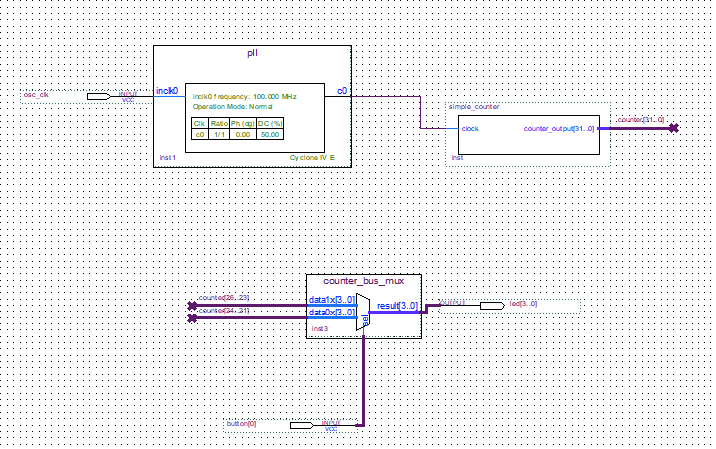 pll
osc_clk
INPUT
VCC
inclk0
c0
inclk0 frequency: 100.000 MHz
Operation Mode: Normal
Clk Ratio Ph (dg) DC (%)
c0 1/1 0.00 50.00
inst1
Cyclone IV E
simple_counter
clock
counter_output[31..0]
counter[31..0]
inst
counter_bus_mux
counter[26..23]
data1x[3..0]
data0x[3..0]
sel
result[3..0]
OUTPUT
led[3..0]
inst3
button[0]
INPUT
VCC